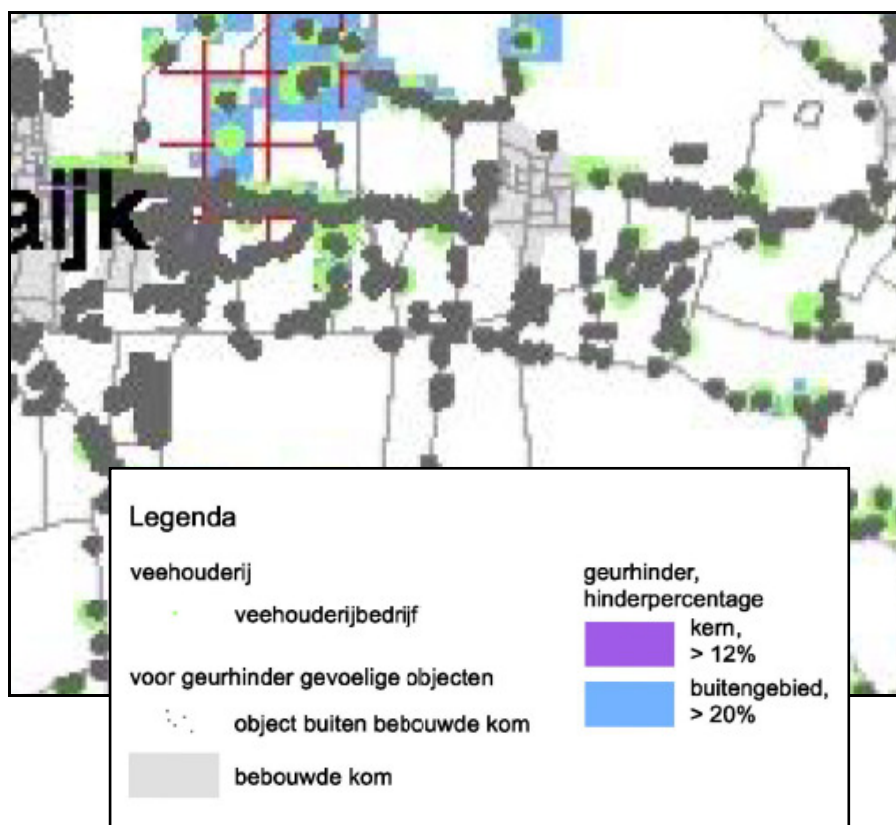 aijk
Legenda
veehouderij
veehouderijbedrijf
voor geurhinder gevoelige objecten
object buiten bebouwde kom
bebouwde kom
geurhinder,
hinderpercentage
kern,
> 12%
buitengebied,
> 20%